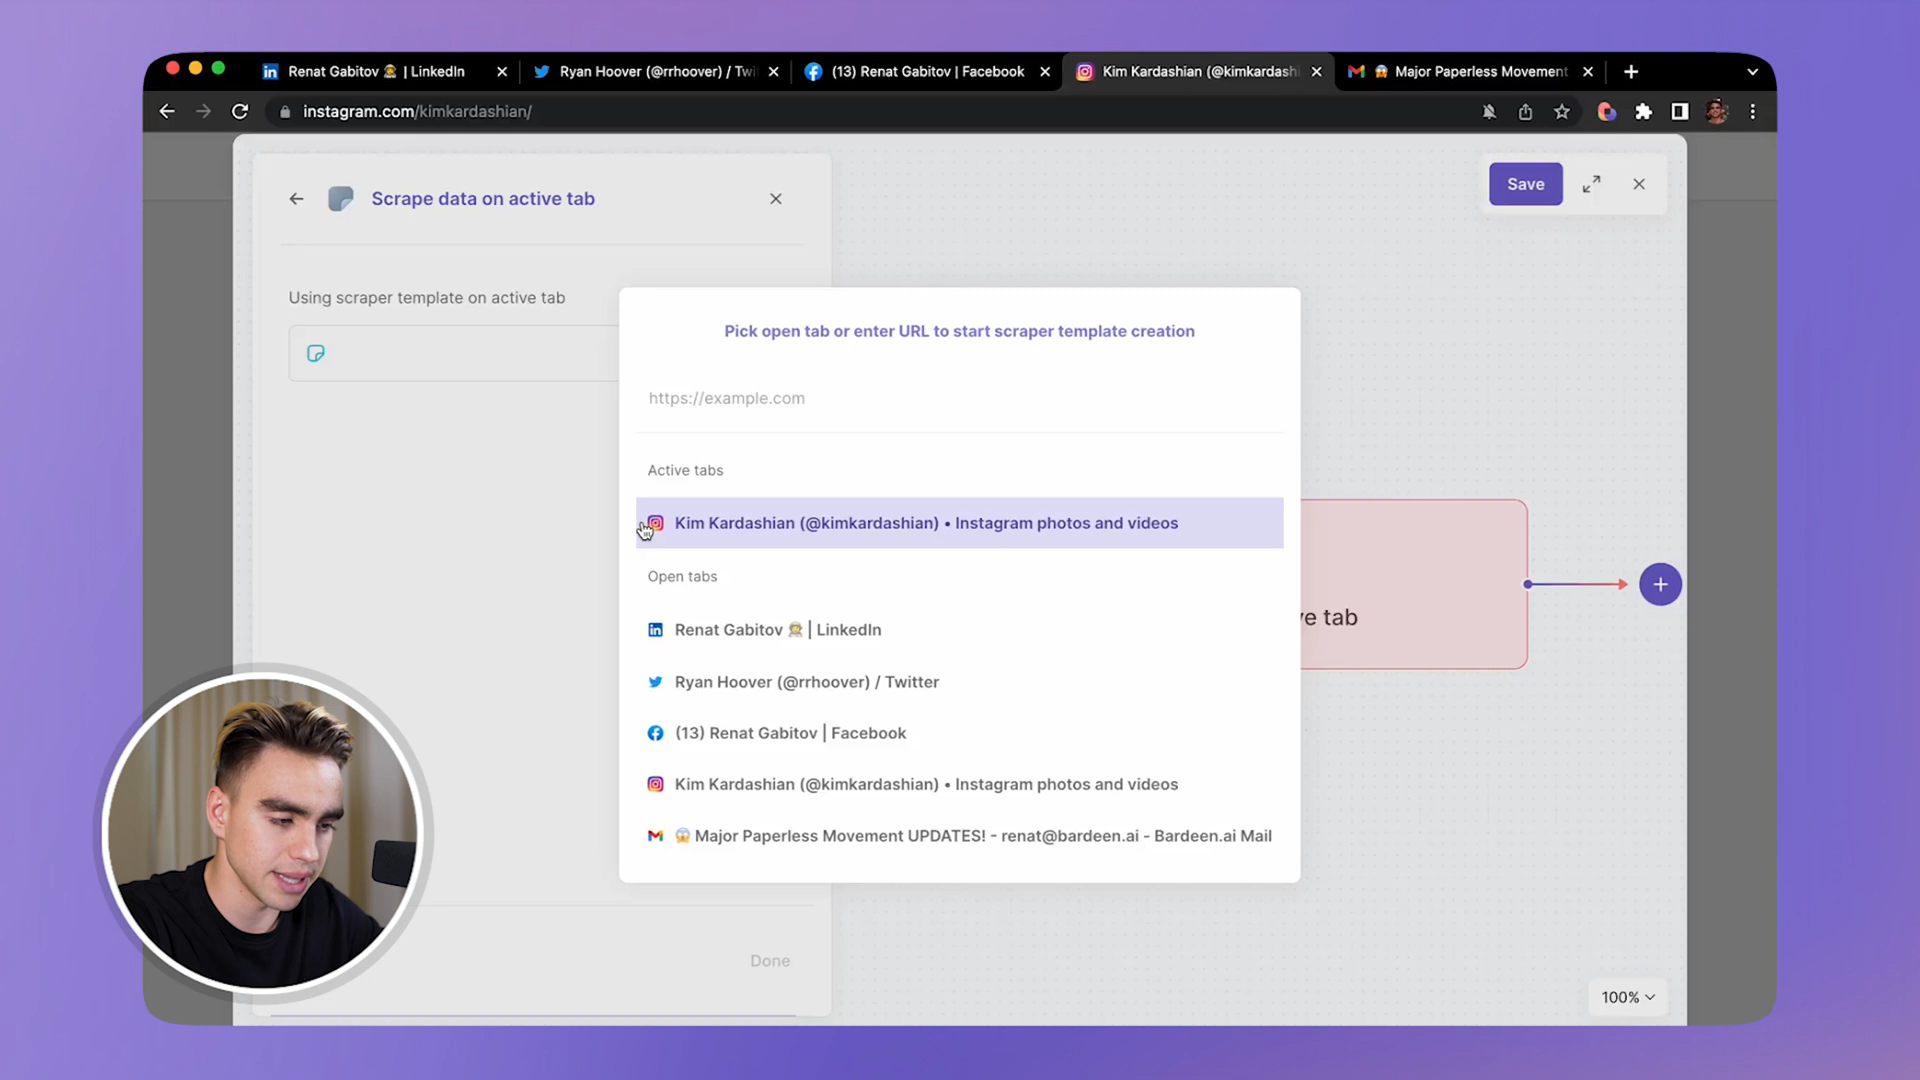 Renat Gabitov 🧑‍🚀 | LinkedIn
Ryan Hoover (@rrhoover) / Twi
(13) Renat Gabitov | Facebook
Kim Kardashian (@kimkardashi
😱 Major Paperless Movement
instagram.com/kimkardashian/
Scrape data on active tab
Save
Using scraper template on active tab
Pick open tab or enter URL to start scraper template creation
https://example.com
Active tabs
Kim Kardashian (@kimkardashian) • Instagram photos and videos
Open tabs
Renat Gabitov 🧑‍🚀 | LinkedIn
ve tab
Ryan Hoover (@rrhoover) / Twitter
(13) Renat Gabitov | Facebook
Kim Kardashian (@kimkardashian) • Instagram photos and videos
😱 Major Paperless Movement UPDATES! - renat@bardeen.ai - Bardeen.ai Mail
Done
100%